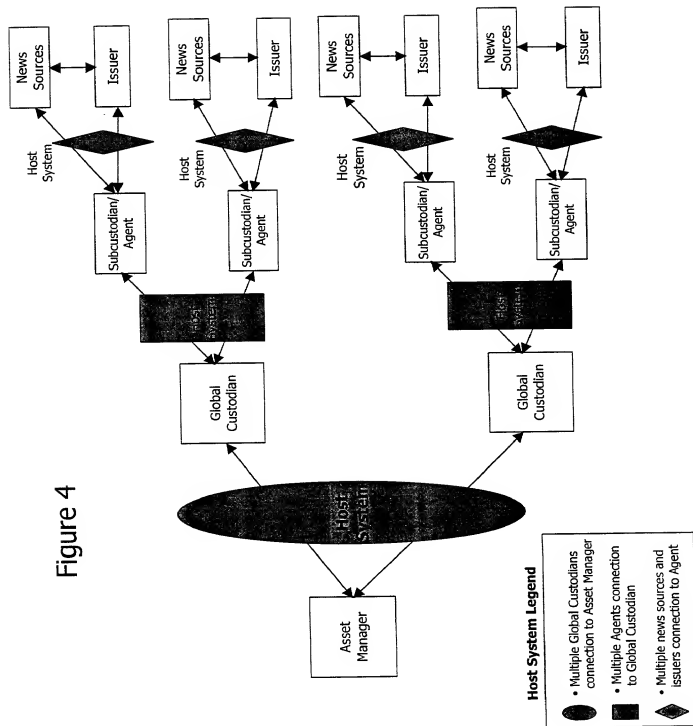 Figure 4
News
Sources
Issuer
Host
System
Subcustodian/
Agent
News
Sources
Issuer
Host
System
Subcustodian/
Agent
Host
System
Global
Custodian
News
Sources
Issuer
Host
System
Subcustodian/
Agent
News
Sources
Issuer
Host
System
Subcustodian/
Agent
Host
System
Global
Custodian
Host
System
Asset
Manager
Host System Legend
• Multiple Global Custodians
connection to Asset Manager
• Multiple Agents connection
to Global Custodian
• Multiple news sources and
issuers connection to Agent